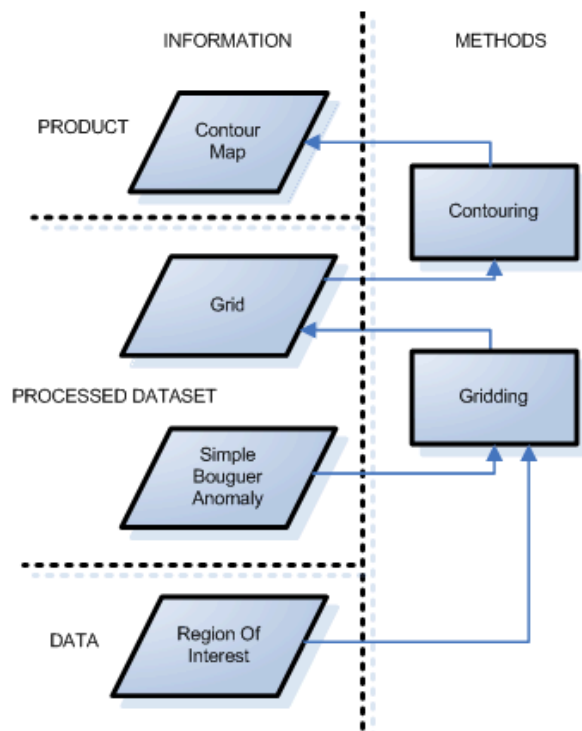 INFORMATION
METHODS
PRODUCT
Contour
Map
Contouring
Grid
Gridding
PROCESSED DATASET
Simple
Bouguer
Anomaly
DATA
Region Of
Interest